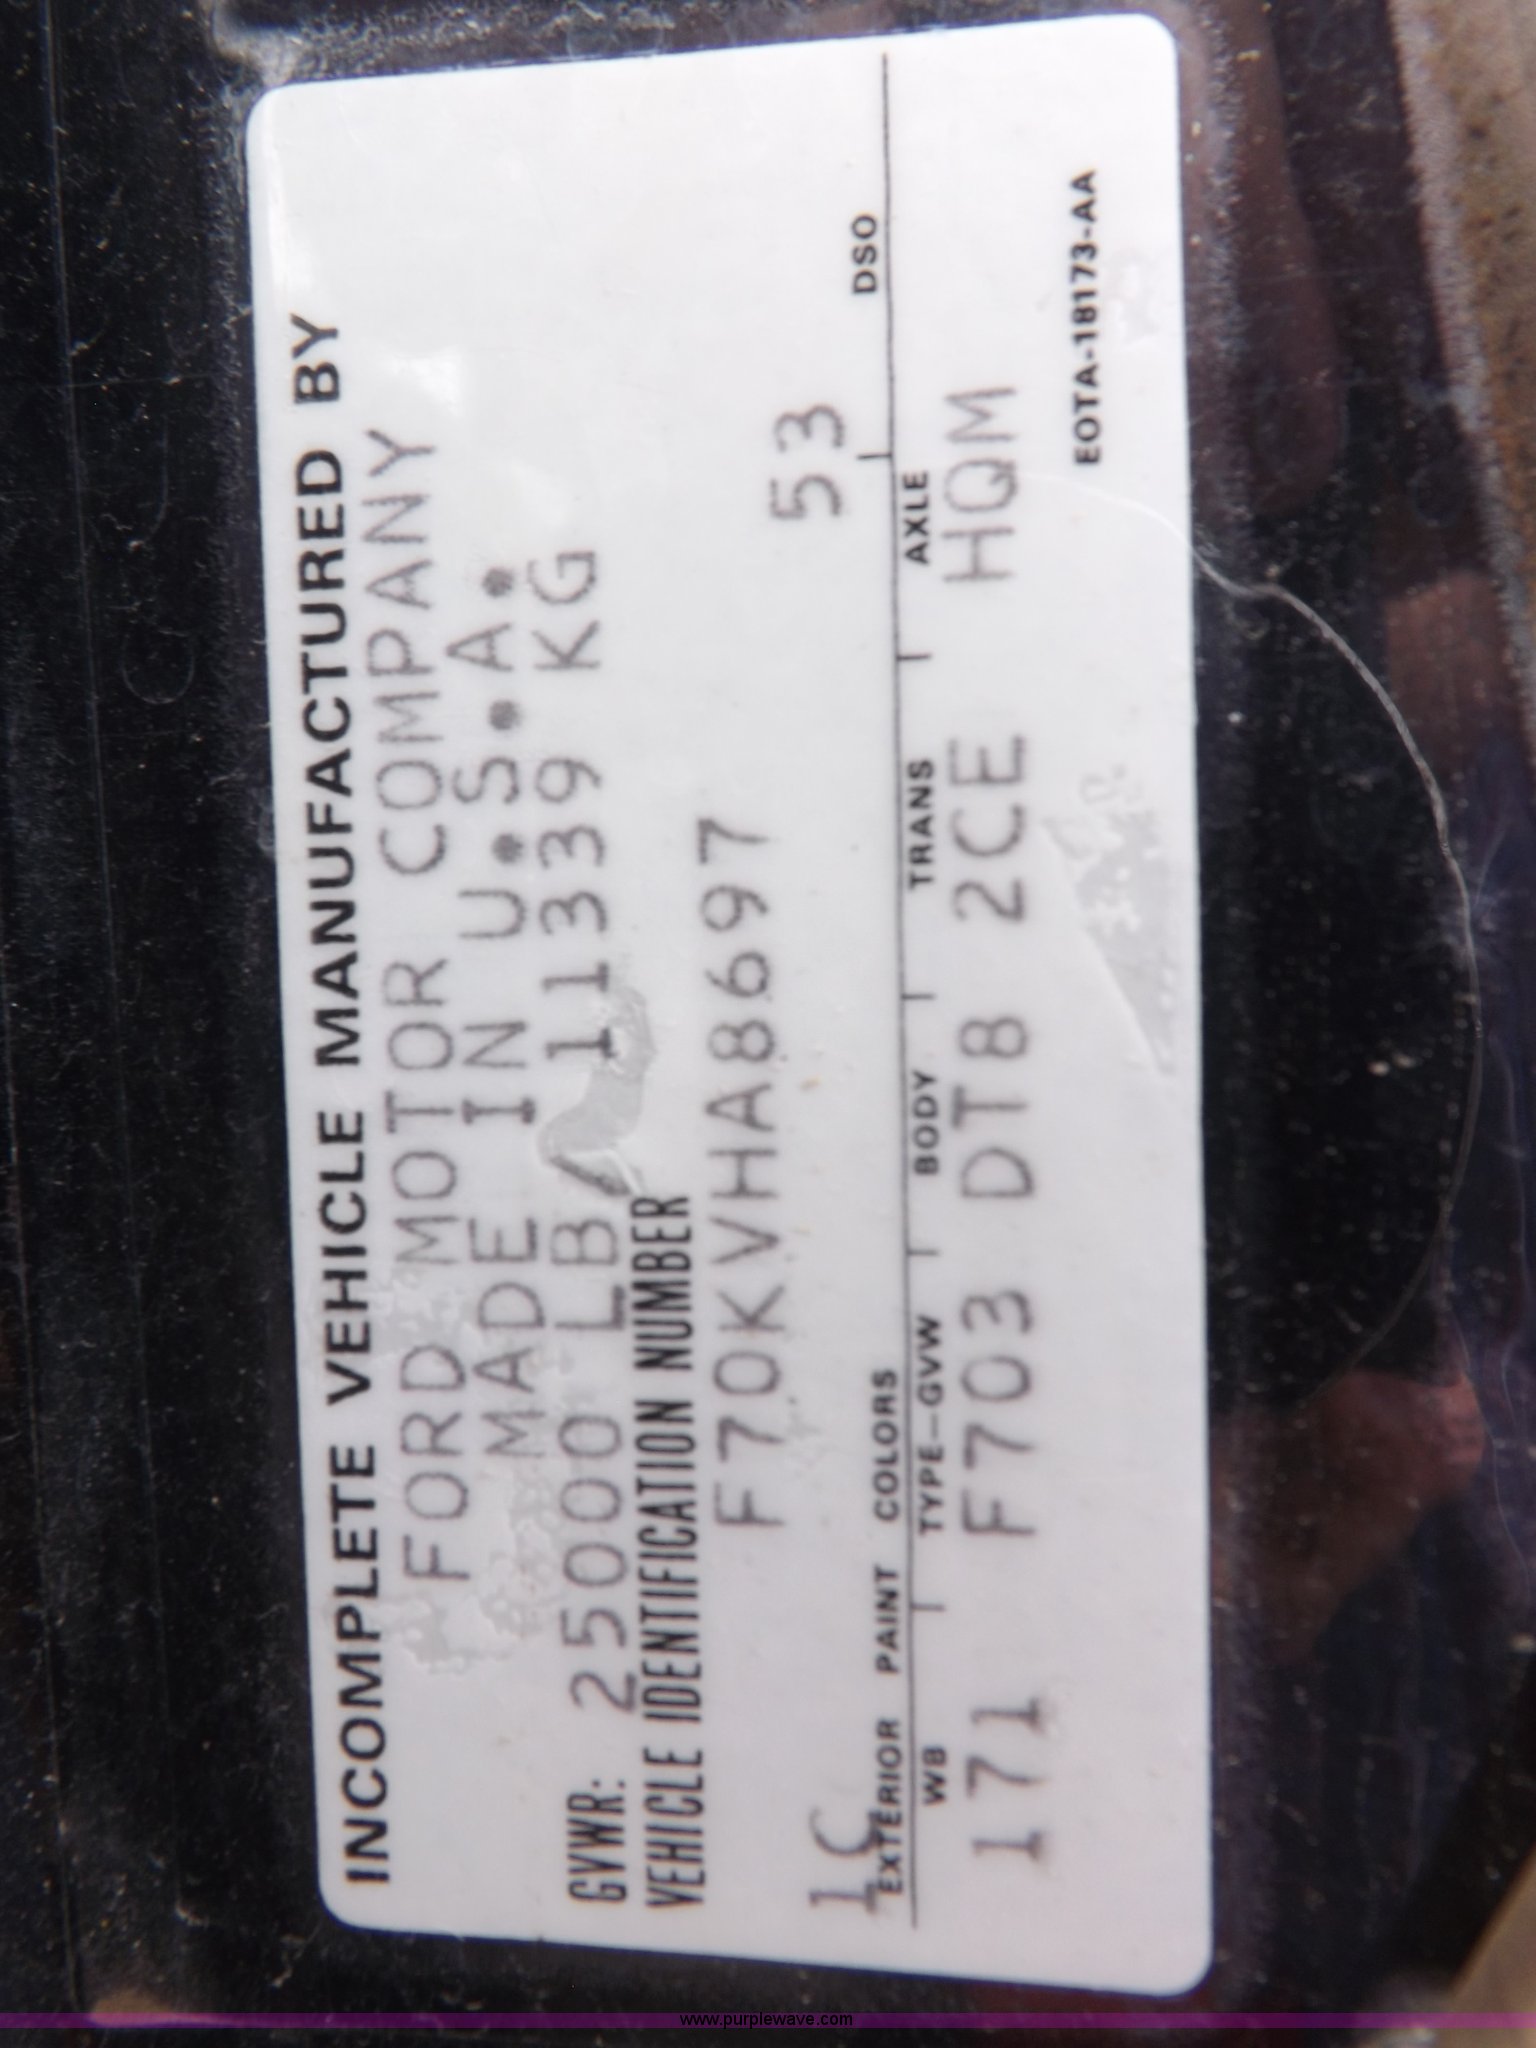 INCOMPLETE VEHICLE MANUFACTURED BY
FORD MOTOR COMPANY
MADE IN U.S.A.
GVWR: 25000 LB/ 11339 KG
VEHICLE IDENTIFICATION NUMBER
F70KVHA8697
1C 53
EXTERIOR PAINT COLORS DSO
WB TYPE-GVW BODY TRANS AXLE
171 F703 DT8 2CE HQM
EOTA-18173-AA
www.purplewave.com